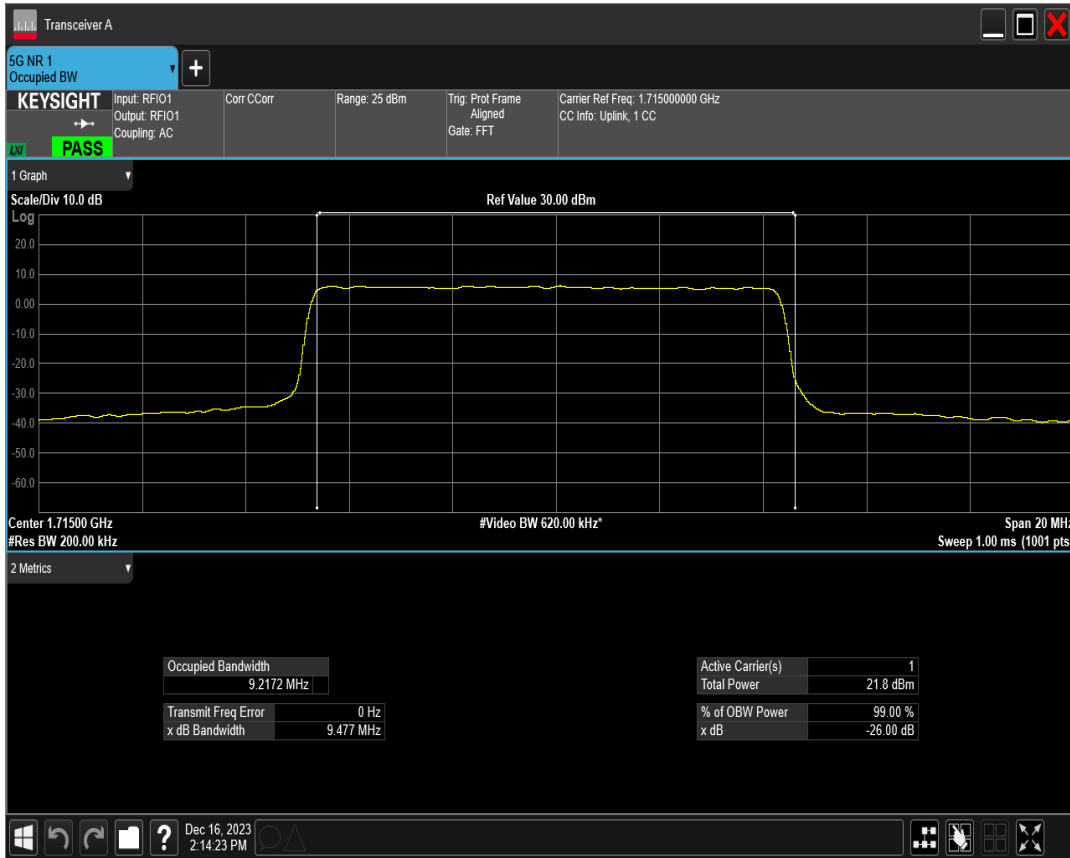 Transceiver A
5G NR 1
Occupied BW
+
KEYSIGHT
Input: RFIO1
Output: RFIO1
Coupling: AC
Corr CCorr
Range: 25 dBm
Trig: Prot Frame
Aligned
Gate: FFT
Carrier Ref Freq: 1.715000000 GHz
CC Info: Uplink, 1 CC
LXI
PASS
1 Graph
Scale/Div 10.0 dB
Ref Value 30.00 dBm
Log
20.0
10.0
0.00
-10.0
-20.0
-30.0
-40.0
-50.0
-60.0
Center 1.71500 GHz
#Video BW 620.00 kHz*
Span 20 MHz
#Res BW 200.00 kHz
Sweep 1.00 ms (1001 pts
2 Metrics
Occupied Bandwidth
9.2172 MHz
Transmit Freq Error 0 Hz
x dB Bandwidth 9.477 MHz
Active Carrier(s) 1
Total Power 21.8 dBm
% of OBW Power 99.00 %
x dB -26.00 dB
?
Dec 16, 2023
2:14:23 PM